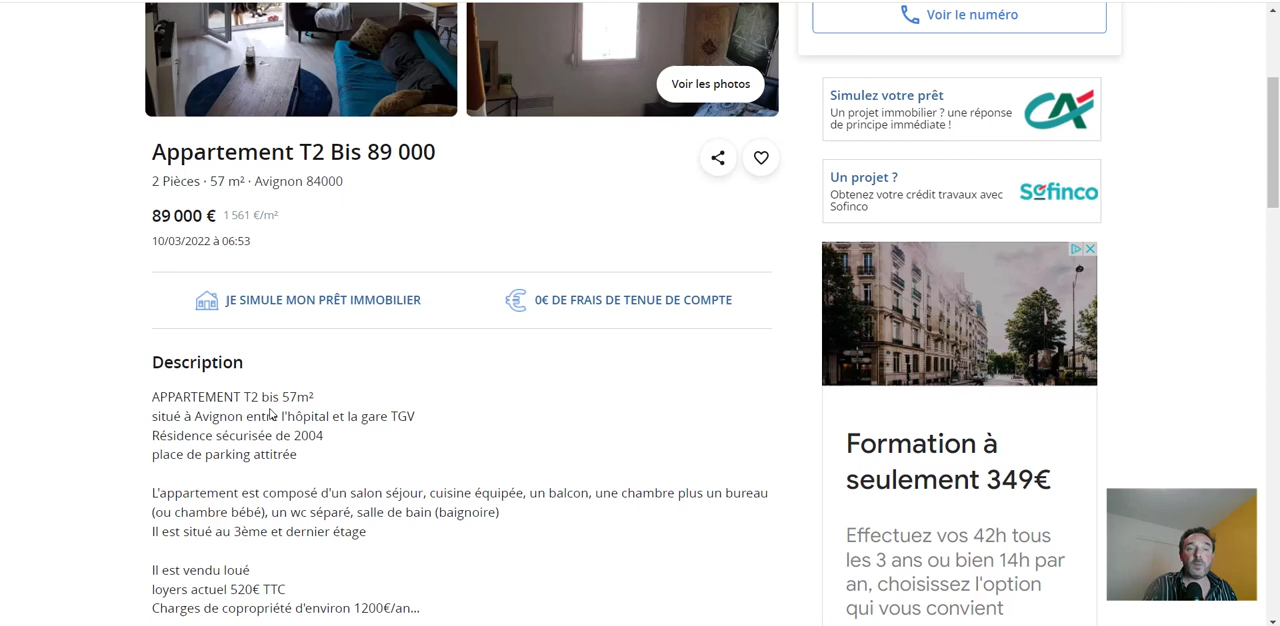 Voir le numéro
Voir les photos
Simulez votre prêt
Un projet immobilier ? une réponse
de principe immédiate !
CA
Appartement T2 Bis 89 000
2 Pièces · 57 m² · Avignon 84000
89 000 € 1 561 €/m²
10/03/2022 à 06:53
Un projet ?
Obtenez votre crédit travaux avec
Sofinco
Sofinco
JE SIMULE MON PRÊT IMMOBILIER
0€ DE FRAIS DE TENUE DE COMPTE
Description
APPARTEMENT T2 bis 57m²
situé à Avignon entre l'hôpital et la gare TGV
Résidence sécurisée de 2004
place de parking attitrée
L'appartement est composé d'un salon séjour, cuisine équipée, un balcon, une chambre plus un bureau
(ou chambre bébé), un wc séparé, salle de bain (baignoire)
Il est situé au 3ème et dernier étage
Il est vendu loué
loyers actuel 520€ TTC
Charges de copropriété d'environ 1200€/an...
Formation à
seulement 349€
Effectuez vos 42h tous
les 3 ans ou bien 14h par
an, choisissez l'option
qui vous convient